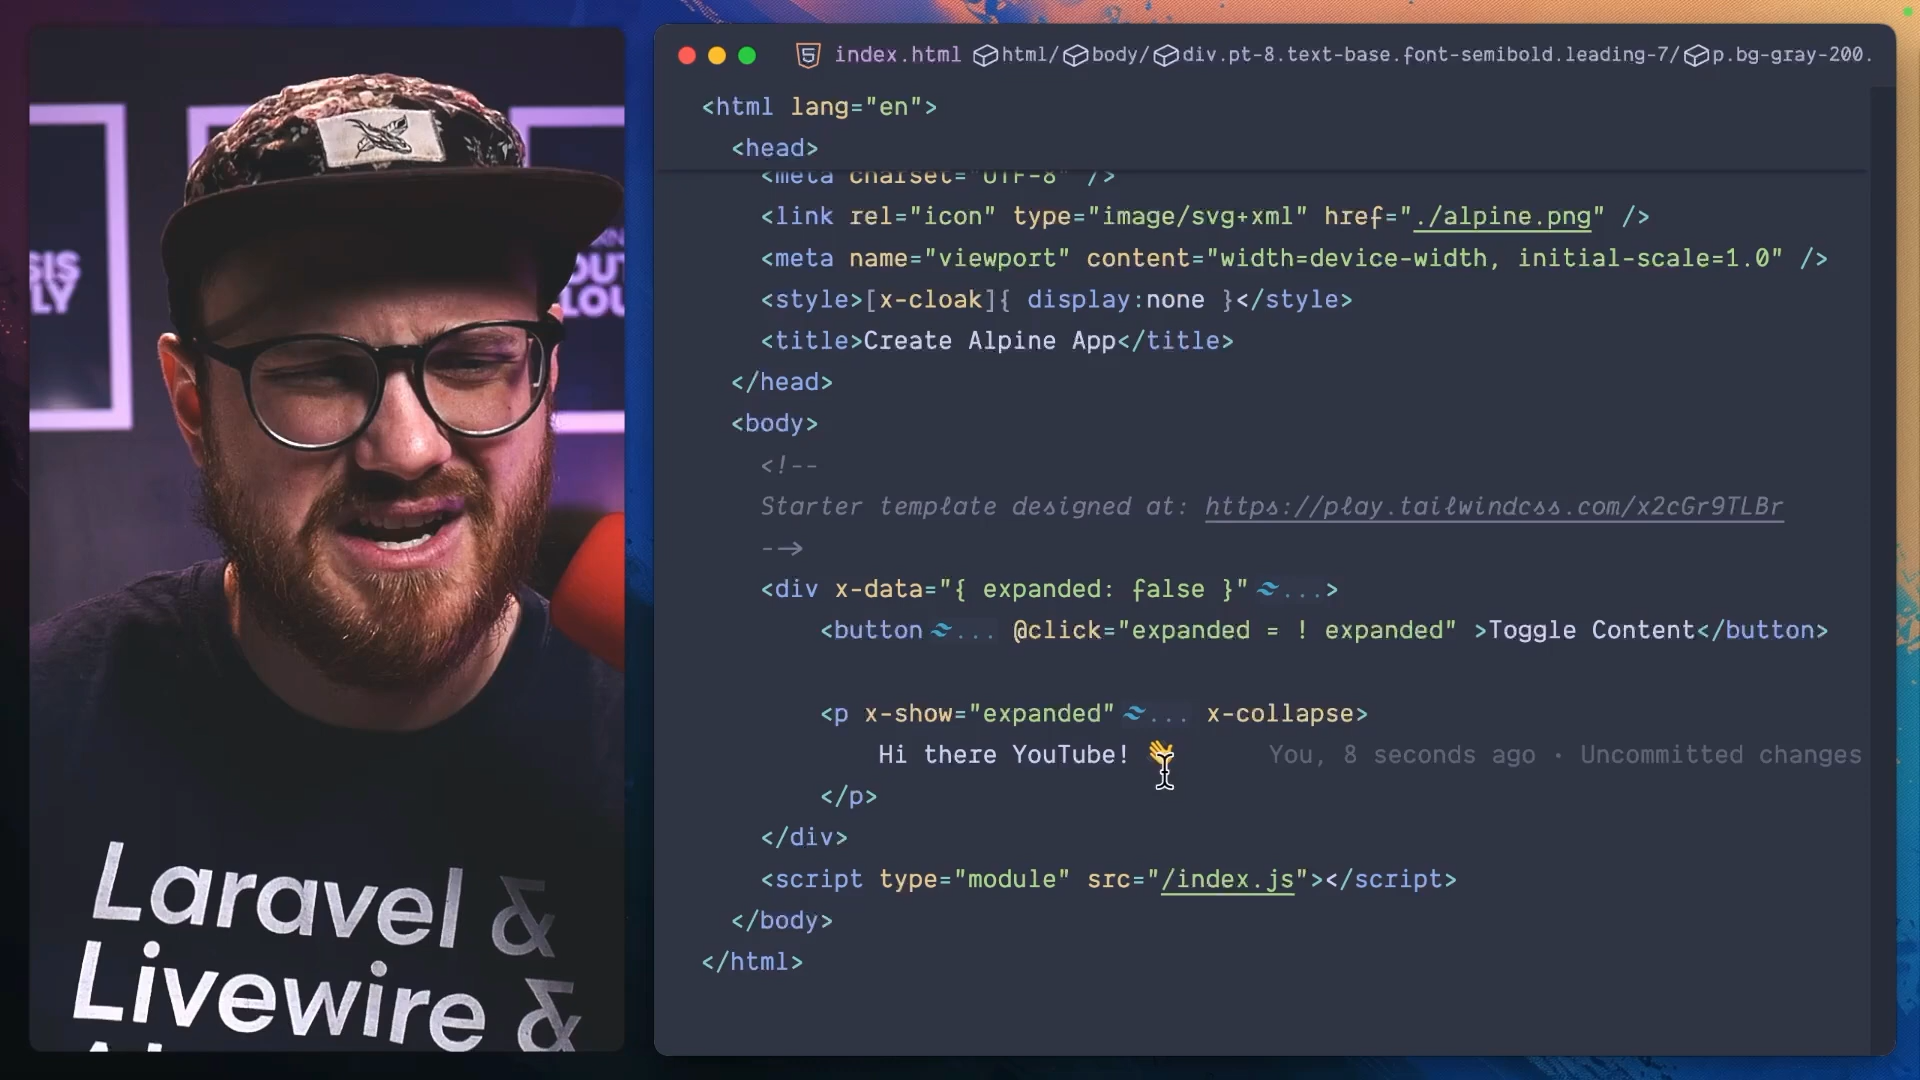 index.html html/ body/ div.pt-8.text-base.font-semibold.leading-7/ p.bg-gray-200.
<html lang="en">
<head>
<meta charset="UTF-8" />
<link rel="icon" type="image/svg+xml" href="./alpine.png" />
<meta name="viewport" content="width=device-width, initial-scale=1.0" />
<style>[x-cloak]{ display:none }</style>
<title>Create Alpine App</title>
</head>
<body>
<!--
Starter template designed at: https://play.tailwindcss.com/x2cGr9TLBr
-->
<div x-data="{ expanded: false }" ...>
<button ... @click="expanded = ! expanded" >Toggle Content</button>
<p x-show="expanded" ... x-collapse>
Hi there YouTube! 👋 You, 8 seconds ago · Uncommitted changes
</p>
</div>
<script type="module" src="/index.js"></script>
</body>
</html>
Laravel &
Livewire &